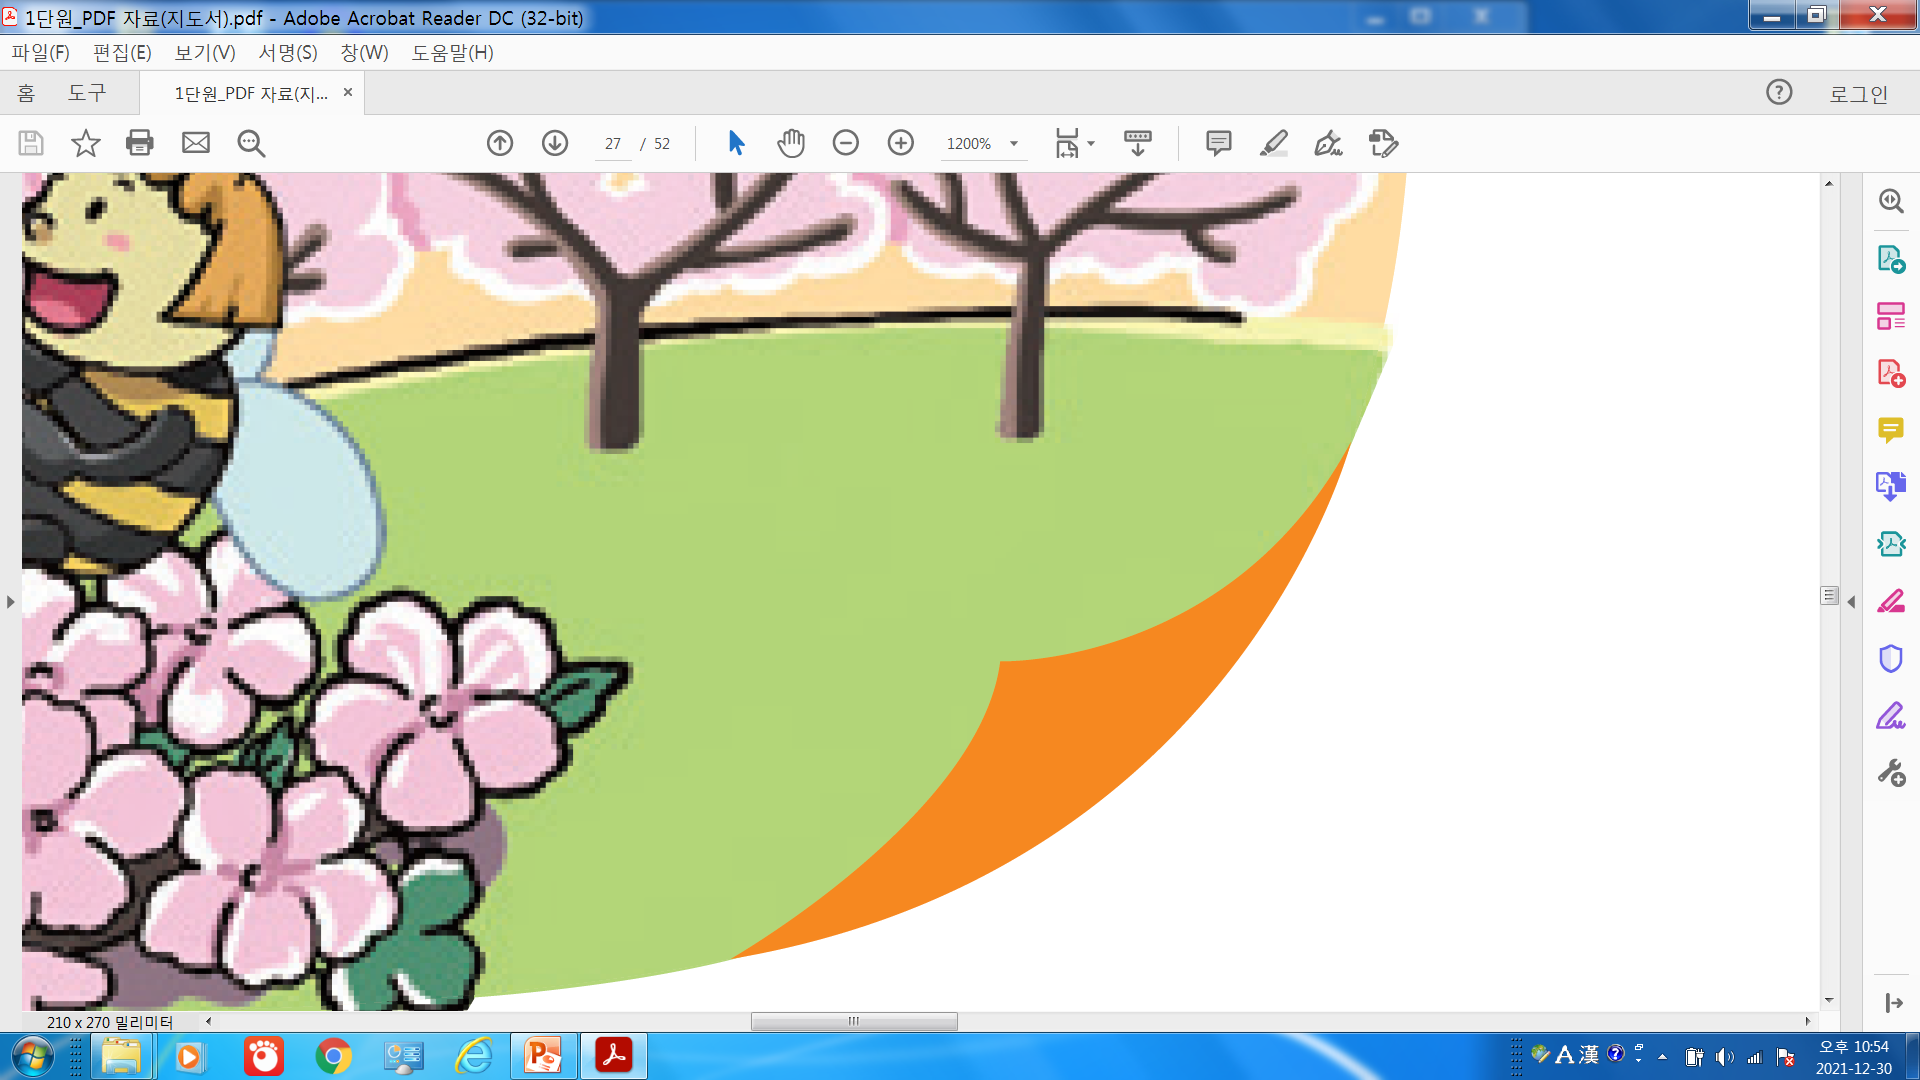 1단원_PDF 자료(지도서).pdf - Adobe Acrobat Reader DC (32-bit)
파일(F) 편집(E) 보기(V) 서명(S) 창(W) 도움말(H)
홈 도구 1단원_PDF 자료(지... × ? 로그인
27 / 52 1200%
210 x 270 밀리미터
A 漢 ? 오후 10:54
2021-12-30